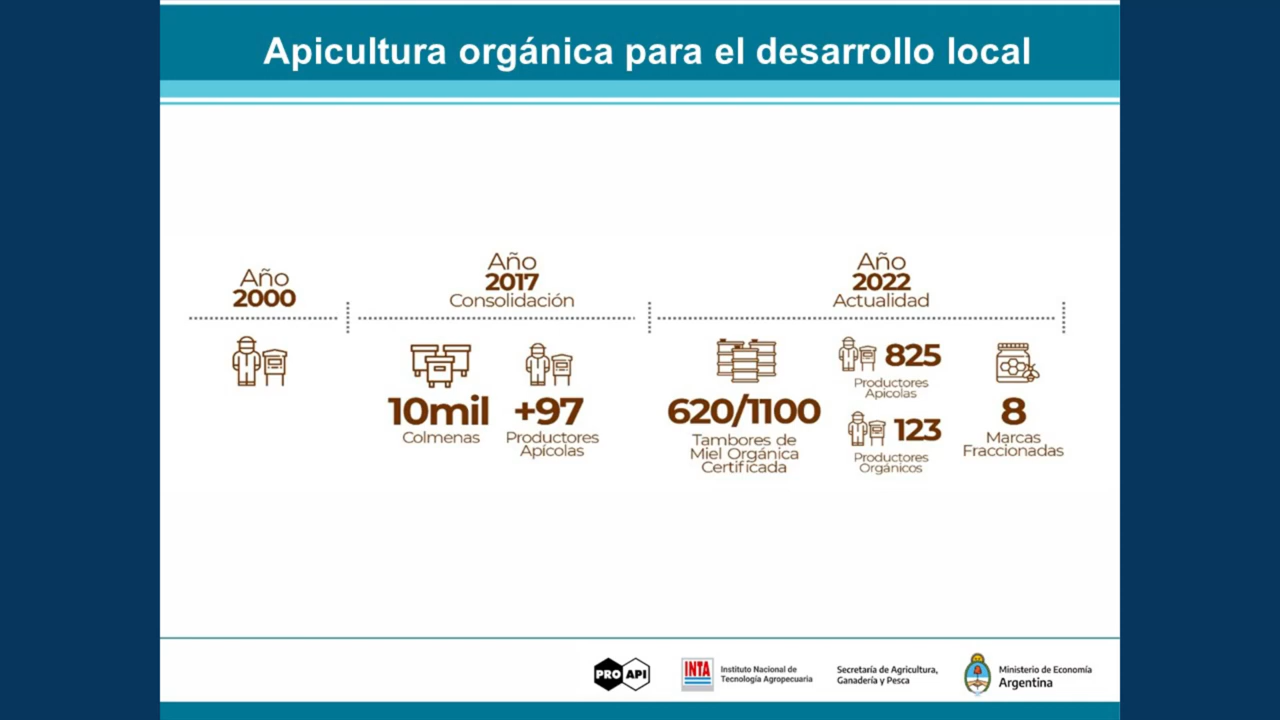 Apicultura orgánica para el desarrollo local
Año
2000
Año
2017
Consolidación
10mil
Colmenas
+97
Productores
Apícolas
Año
2022
Actualidad
620/1100
Tambores de
Miel Orgánica
Certificada
825
Productores
Apicolas
123
Productores
Orgánicos
8
Marcas
Fraccionadas
PRO API
INTA
Instituto Nacional de
Tecnología Agropecuaria
Secretaría de Agricultura,
Ganadería y Pesca
Ministerio de Economía
Argentina